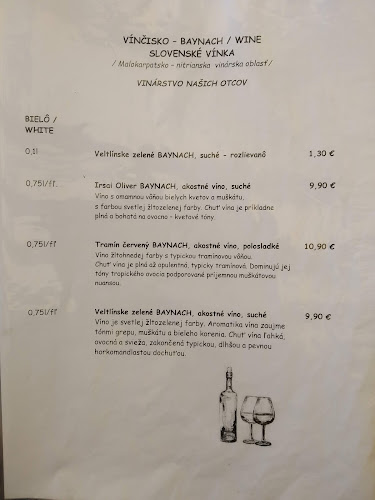 VÍNČISKO – BAYNACH / WINE
SLOVENSKÉ VÍNKA
/ Malokarpatsko – nitrianska vinárska oblasť /
VINÁRSTVO NAŠICH OTCOV
BIELÔ /
WHITE
0,1l Veltlínske zelené BAYNACH, suché – rozlievanô 1,30 €
0,75l/fľ. Irsai Oliver BAYNACH, akostné víno, suché 9,90 €
Víno s omamnou vôňou bielych kvetov a muškátu,
s farbou svetlej žltozelenej farby. Chuť vína je príkladne
plná a bohatá na ovocno – kvetové tóny.
0,75l/fľ Tramín červený BAYNACH, akostné víno, polosladké 10,90 €
Víno žltohnedej farby s typickou tramínovou vôňou.
Chuť vína je plná až opulentná, typicky tramínová. Dominujú jej
tóny tropického ovocia podporované príjemnou muškátovou
nuansou.
0,75l/fľ Veltlínske zelené BAYNACH, akostné víno, suché 9,90 €
Víno je svetlej žltozelenej farby. Aromatika vína zaujme
tónmi grepu, muškátu a bieleho korenia. Chuť vína ľahká,
ovocná a svieža, zakončená typickou, dlhšou a pevnou
horkomandľastou dochuťou.